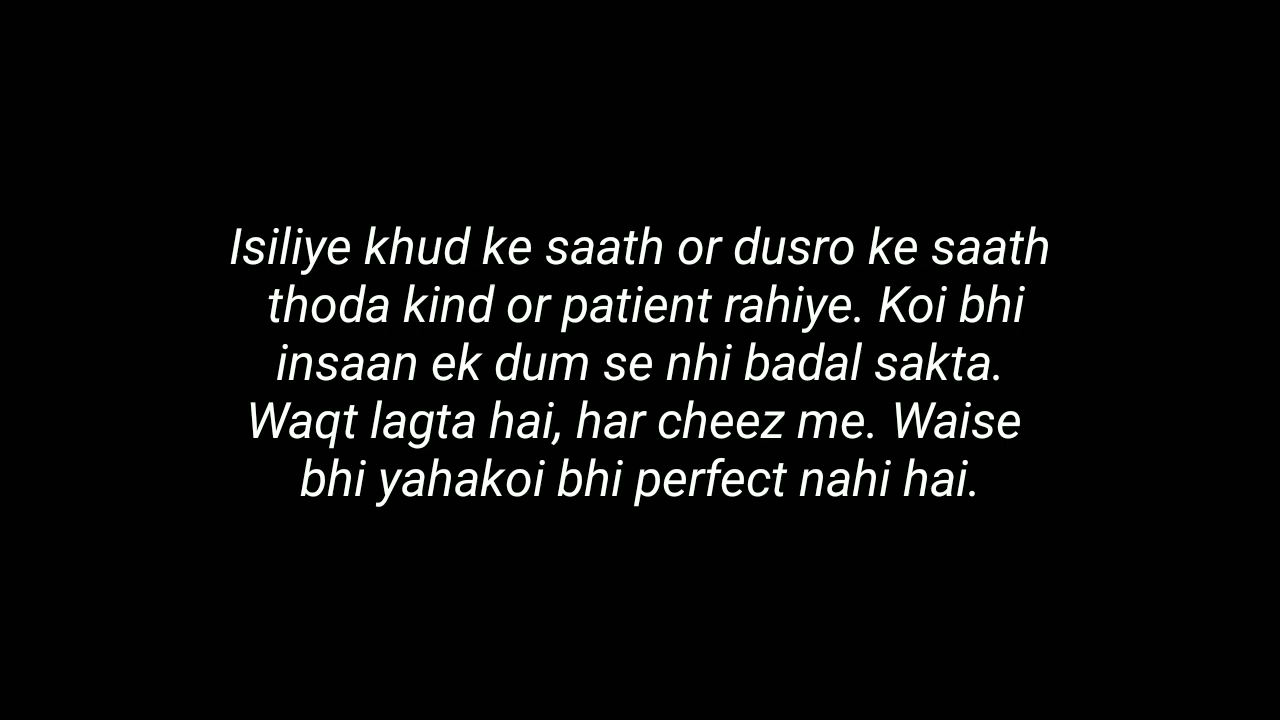 Isiliye khud ke saath or dusro ke saath
thoda kind or patient rahiye. Koi bhi
insaan ek dum se nhi badal sakta.
Waqt lagta hai, har cheez me. Waise
bhi yahakoi bhi perfect nahi hai.